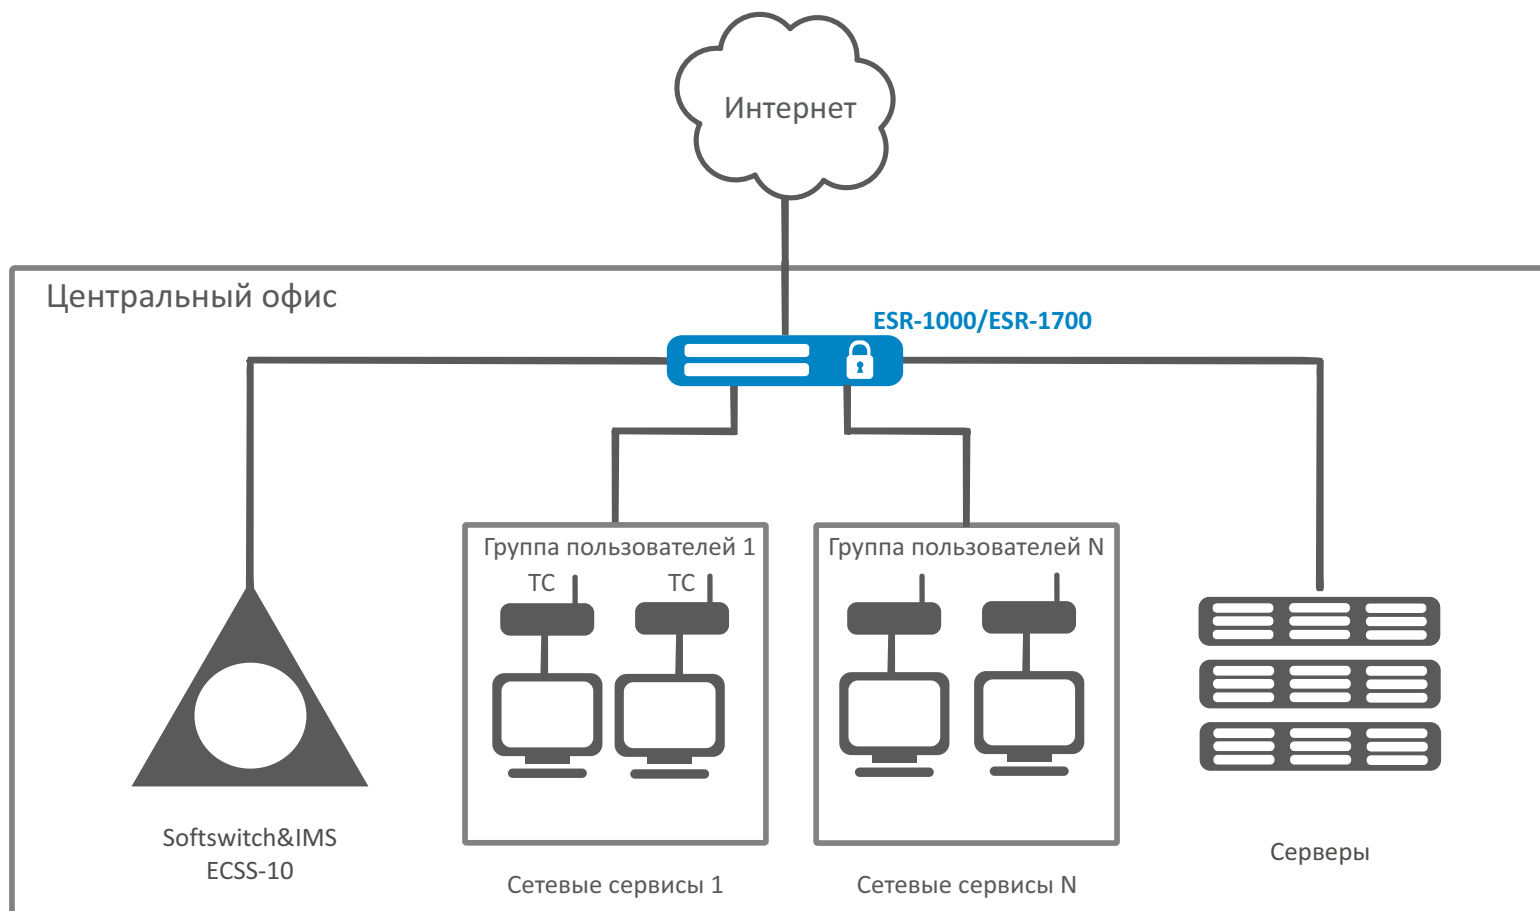 Интернет
Центральный офис
ESR-1000/ESR-1700
Группа пользователей 1
Группа пользователей N
ТС
ТС
Softswitch&IMS
ECSS-10
Серверы
Сетевые сервисы 1
Сетевые сервисы N